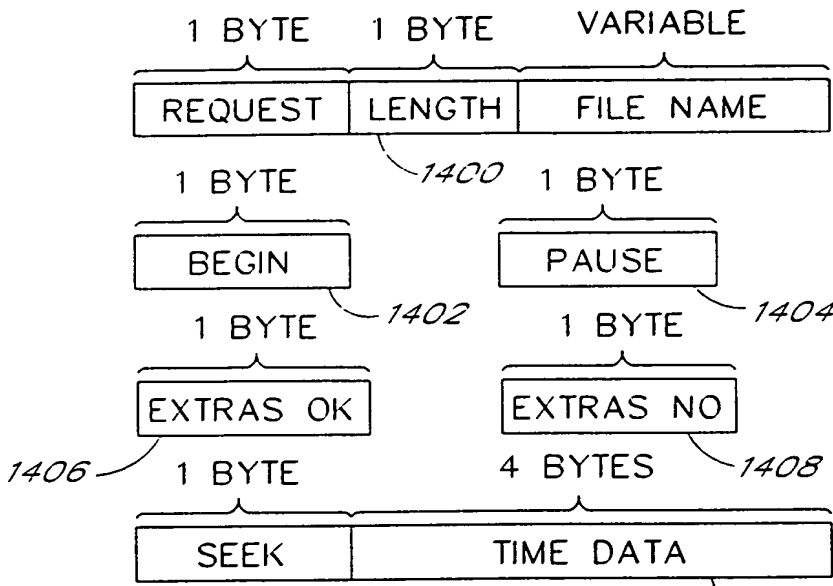 1 BYTE 1 BYTE VARIABLE
REQUEST LENGTH FILE NAME
1400
1 BYTE 1 BYTE
BEGIN PAUSE
1402 1404
1 BYTE 1 BYTE
EXTRAS OK EXTRAS NO
1406 1408
1 BYTE 4 BYTES
SEEK TIME DATA